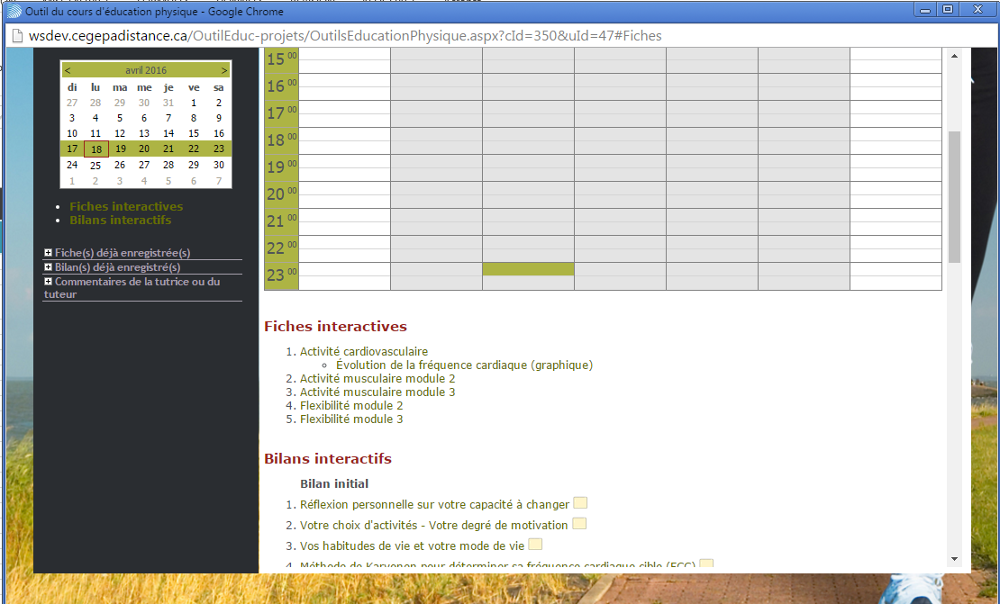 Outil du cours d'éducation physique - Google Chrome
wsdev.cegepadistance.ca/OutilEduc-projets/OutilsEducationPhysique.aspx?cId=350&uId=47#Fiches
< avril 2016 >
di lu ma me je ve sa
27 28 29 30 31 1 2
3 4 5 6 7 8 9
10 11 12 13 14 15 16
17 18 19 20 21 22 23
24 25 26 27 28 29 30
1 2 3 4 5 6 7
Fiches interactives
Bilans interactifs
Fiche(s) déjà enregistrée(s)
Bilan(s) déjà enregistré(s)
Commentaires de la tutrice ou du
tuteur
15 00
16 00
17 00
18 00
19 00
20 00
21 00
22 00
23 00
Fiches interactives
1. Activité cardiovasculaire
Évolution de la fréquence cardiaque (graphique)
2. Activité musculaire module 2
3. Activité musculaire module 3
4. Flexibilité module 2
5. Flexibilité module 3
Bilans interactifs
Bilan initial
1. Réflexion personnelle sur votre capacité à changer
2. Votre choix d'activités - Votre degré de motivation
3. Vos habitudes de vie et votre mode de vie
4. Méthode de Karvonen pour déterminer sa fréquence cardiaque cible (FCC)